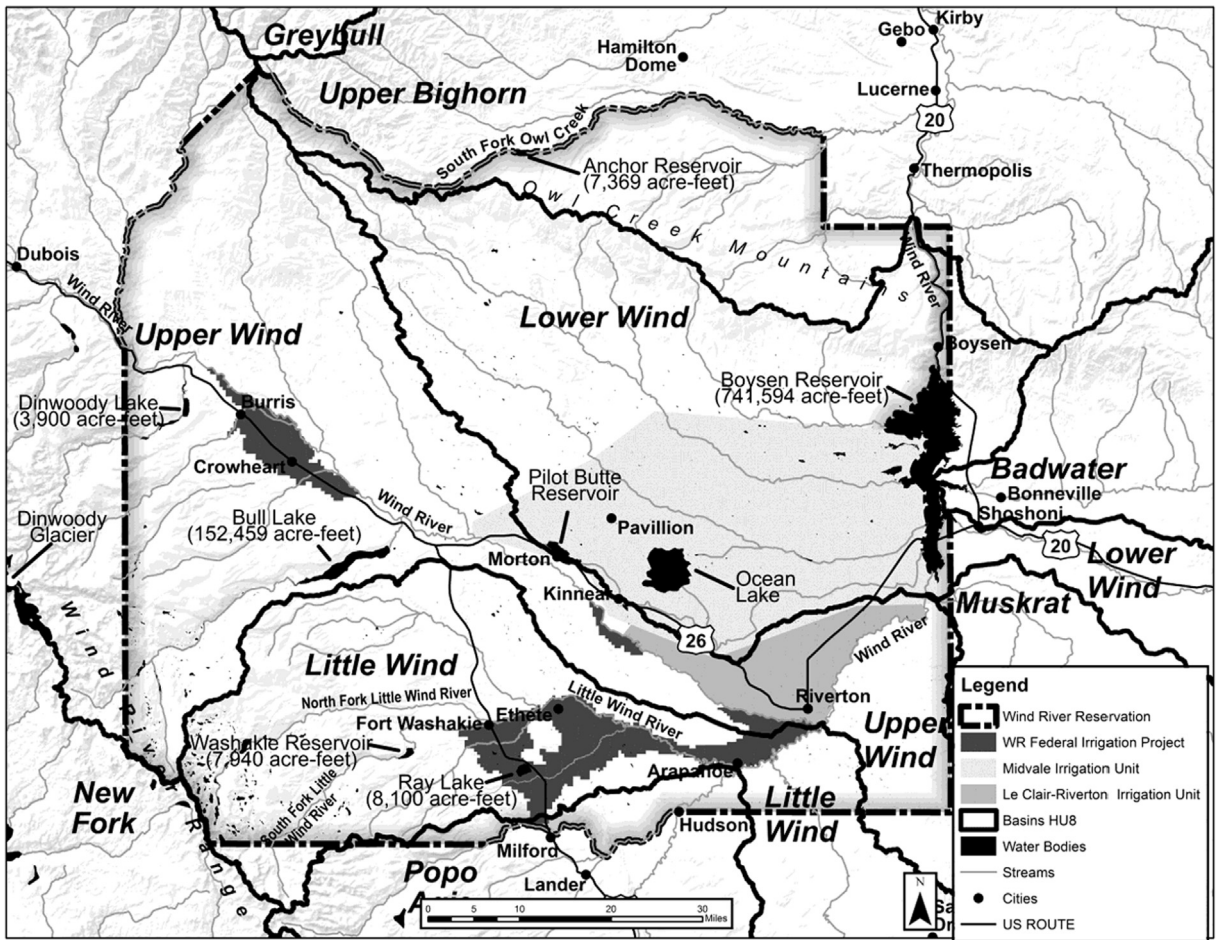 Greybull
Upper Bighorn
Hamilton
Dome
Gebo
Kirby
Lucerne
20
South Fork Owl Creek
Anchor Reservoir
(7,369 acre-feet)
Thermopolis
Owl Creek Mountains
Wind River
Dubois
Wind River
Upper Wind
Lower Wind
Boysen
Boysen Reservoir
(741,594 acre-feet)
Dinwoody Lake
(3,900 acre-feet)
Burris
Crowheart
Wind River
Pilot Butte
Reservoir
Pavillion
Badwater
Bonneville
Shoshoni
20
Lower
Wind
Dinwoody
Glacier
Bull Lake
(152,459 acre-feet)
Morton
Ocean
Lake
Kinnear
26
Muskrat
Wind River
Wind River Range
Little Wind
North Fork Little Wind River
Little Wind River
Riverton
Fort Washakie
Ethete
Upper
Wind
Washakie Reservoir
(7,940 acre-feet)
Ray Lake
(8,100 acre-feet)
Arapahoe
South Fork Little
Wind River
New
Fork
Little
Wind
Hudson
Milford
Popo
Lander
0 5 10 20 30
Miles
N
Legend
Wind River Reservation
WR Federal Irrigation Project
Midvale Irrigation Unit
Le Clair-Riverton Irrigation Unit
Basins HU8
Water Bodies
Streams
Cities
US ROUTE